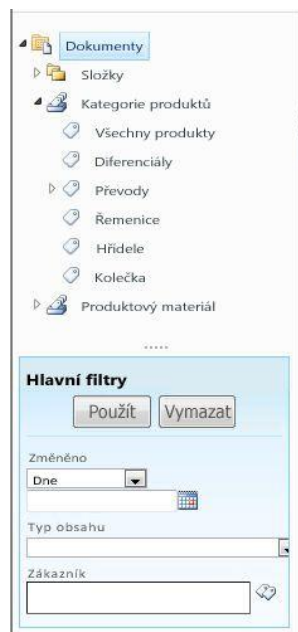 Dokumenty
Složky
Kategorie produktů
Všechny produkty
Diferenciály
Převody
Řemenice
Hřídele
Kolečka
Produktový materiál
Hlavní filtry
Použít Vymazat
Změněno
Dne
Typ obsahu
Zákazník